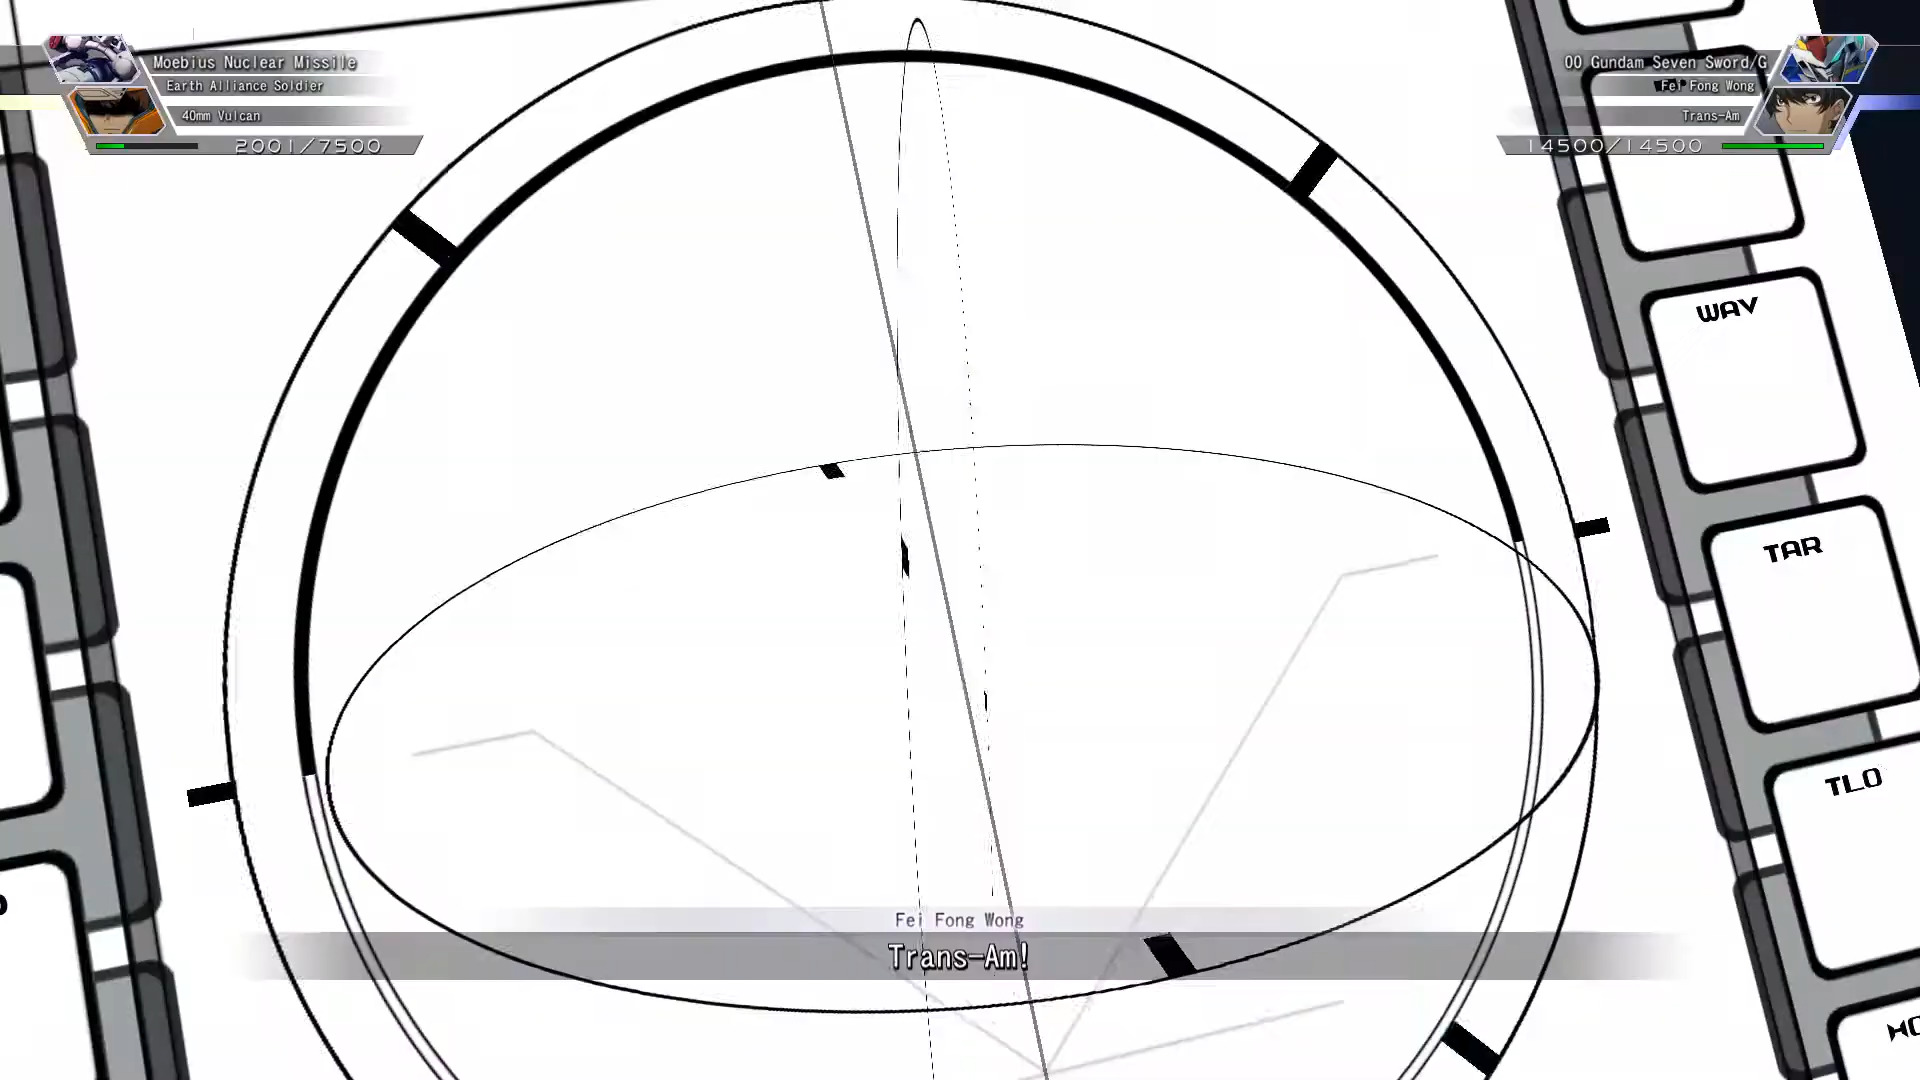 Moebius Nuclear Missile
Earth Alliance Soldier
40mm Vulcan
2001/7500
00 Gundam Seven Sword/G
Fei Fong Wong
Trans-Am
14500/14500
WAV
TAR
TLO
Fei Fong Wong
Trans-Am!